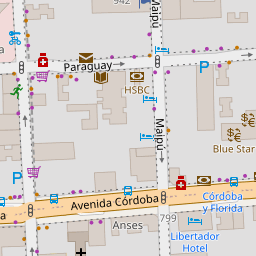 942
Maipú
Paraguay
HSBC
Maipú
Blue Star
Córdoba
y Florida
Avenida Córdoba
a
799
Anses
Libertador
Hotel